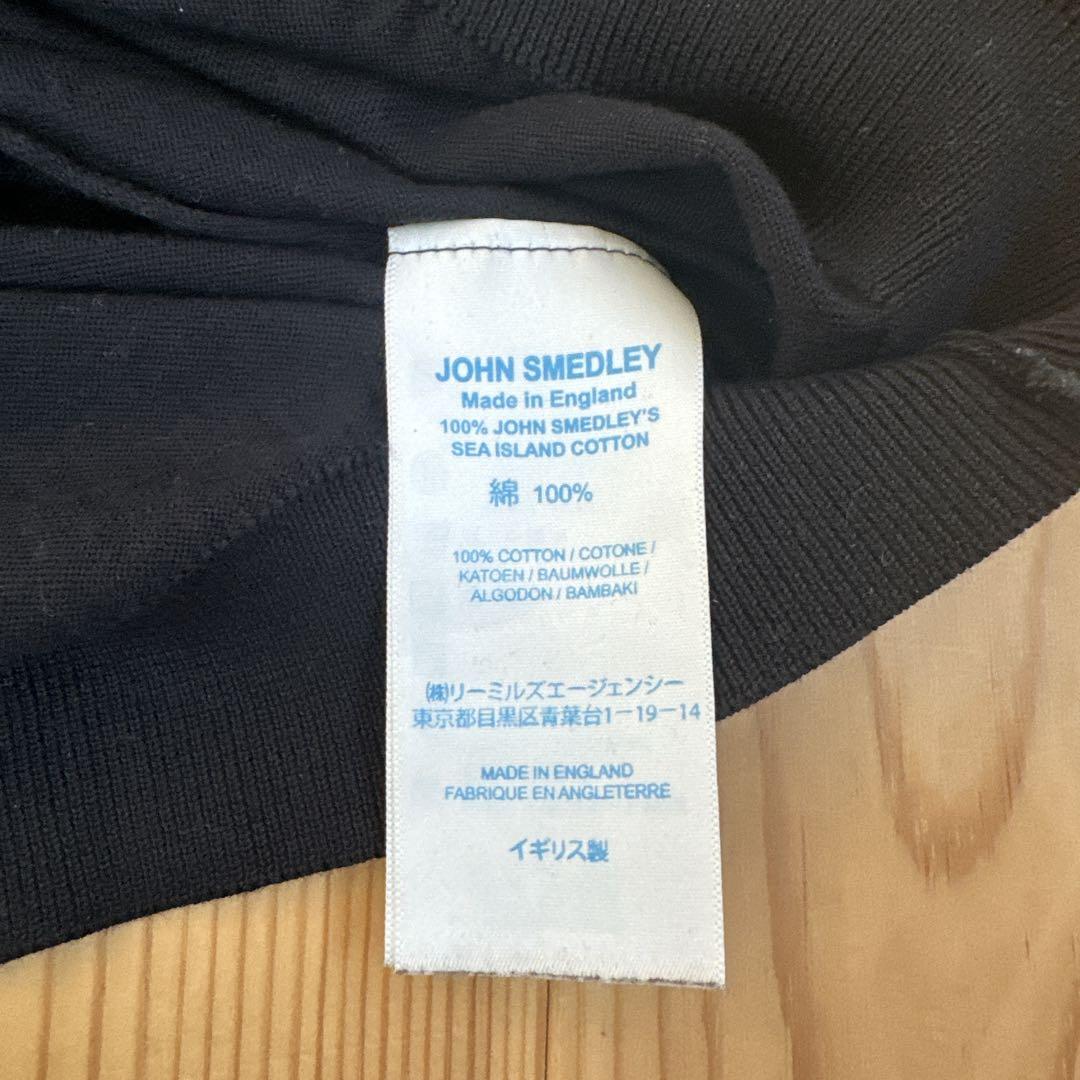 JOHN SMEDLEY
Made in England
100% JOHN SMEDLEY'S
SEA ISLAND COTTON
綿 100%
100% COTTON / COTONE /
KATOEN / BAUMWOLLE /
ALGODON / BAMBAKI
㈱リーミルズエージェンシー
東京都目黒区青葉台1-19-14
MADE IN ENGLAND
FABRIQUE EN ANGLETERRE
イギリス製